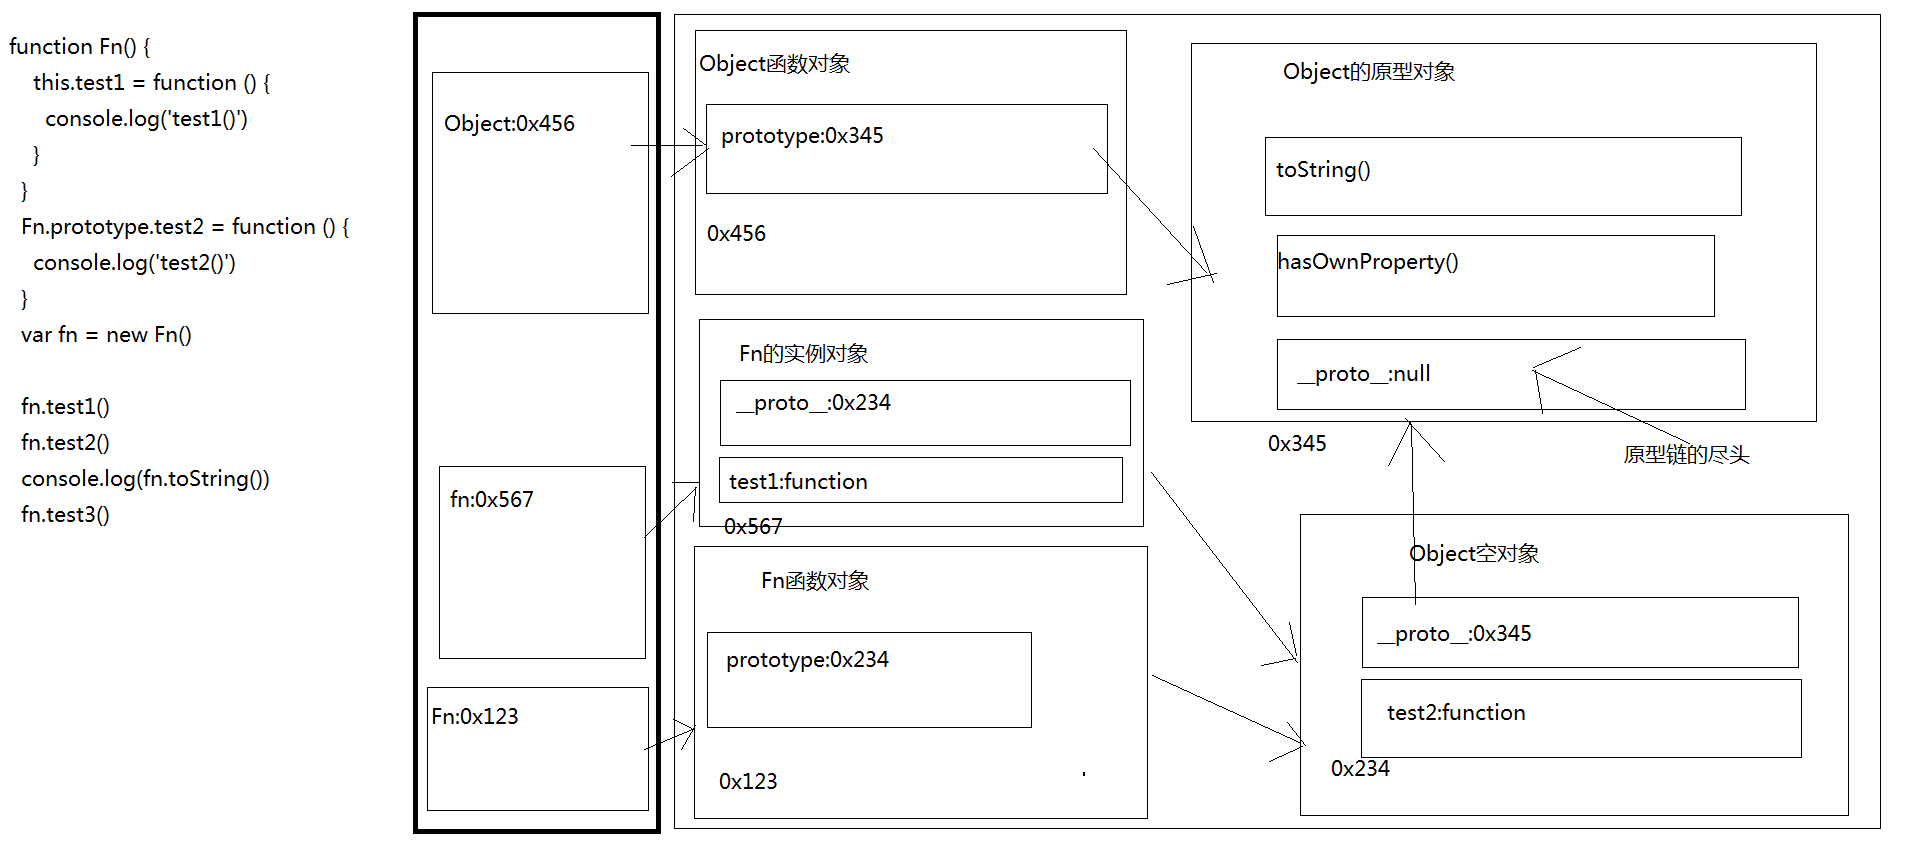 function Fn() {
this.test1 = function () {
console.log('test1()')
}
}
Fn.prototype.test2 = function () {
console.log('test2()')
}
var fn = new Fn()
fn.test1()
fn.test2()
console.log(fn.toString())
fn.test3()
Object:0x456
fn:0x567
Fn:0x123
Object函数对象
prototype:0x345
0x456
Fn的实例对象
__proto__:0x234
test1:function
0x567
Fn函数对象
prototype:0x234
0x123
Object的原型对象
toString()
hasOwnProperty()
__proto__:null
0x345
原型链的尽头
Object空对象
__proto__:0x345
test2:function
0x234